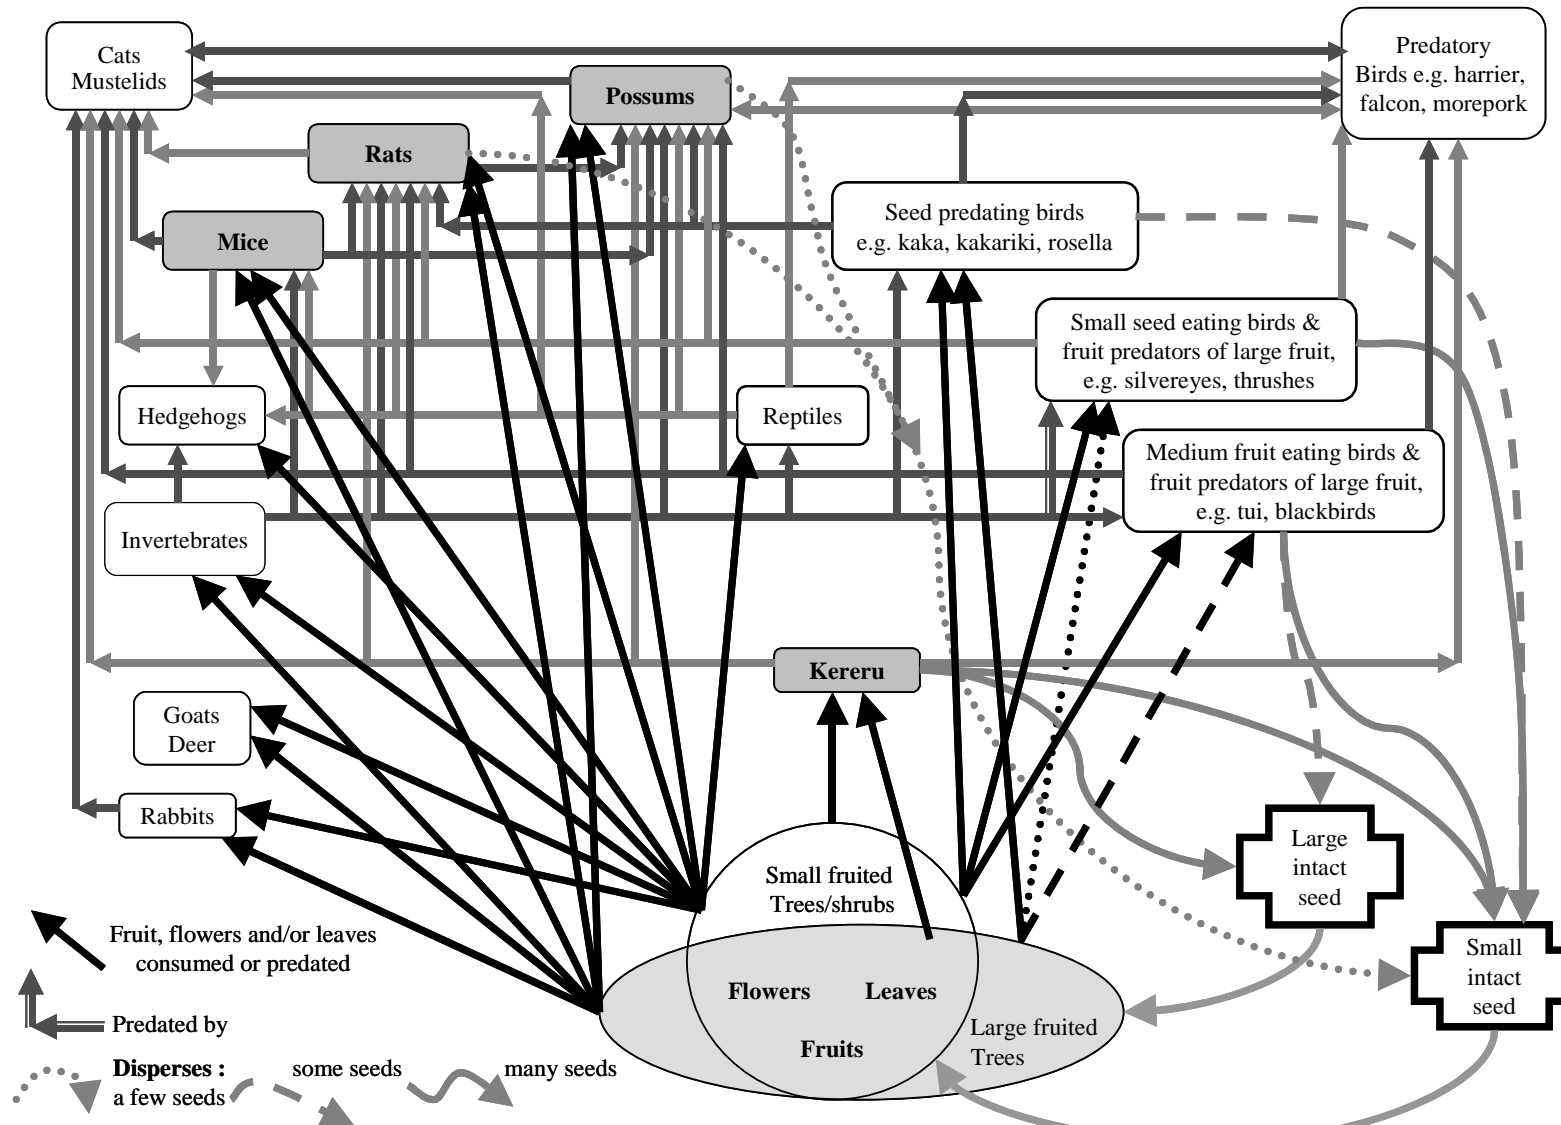 Cats
Mustelids
Predatory
Birds e.g. harrier,
falcon, morepork
Possums
Rats
Mice
Seed predating birds
e.g. kaka, kakariki, rosella
Small seed eating birds &
fruit predators of large fruit,
e.g. silvereyes, thrushes
Hedgehogs
Reptiles
Medium fruit eating birds &
fruit predators of large fruit,
e.g. tui, blackbirds
Invertebrates
Kereru
Goats
Deer
Rabbits
Large
intact
seed
Small fruited
Trees/shrubs
Fruit, flowers and/or leaves
consumed or predated
Small
intact
seed
Flowers
Leaves
Fruits
Large fruited
Trees
Predated by
Disperses :
a few seeds
some seeds
many seeds